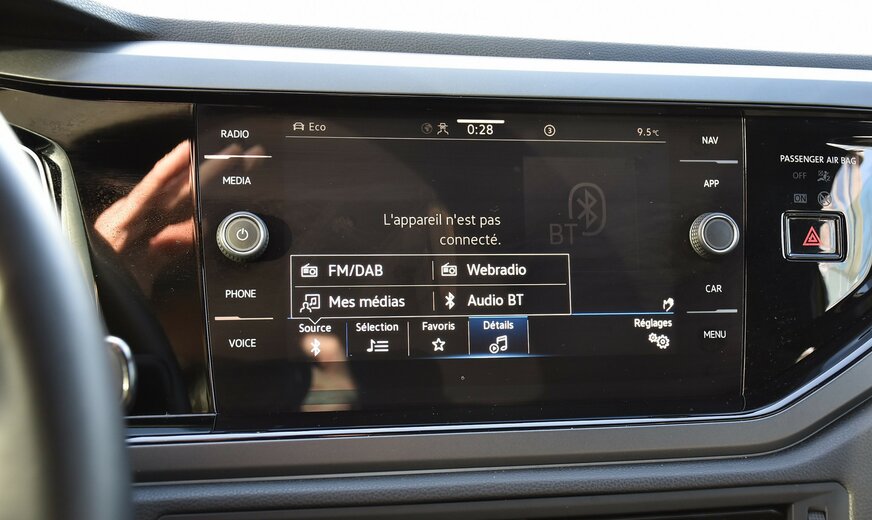 RADIO
MEDIA
PHONE
VOICE
Eco
0:28
3
9.5°C
L'appareil n'est pas
connecté.
BT
FM/DAB
Webradio
Mes médias
Audio BT
Source
Sélection
Favoris
Détails
Réglages
NAV
APP
CAR
MENU
PASSENGER AIR BAG
OFF
ON